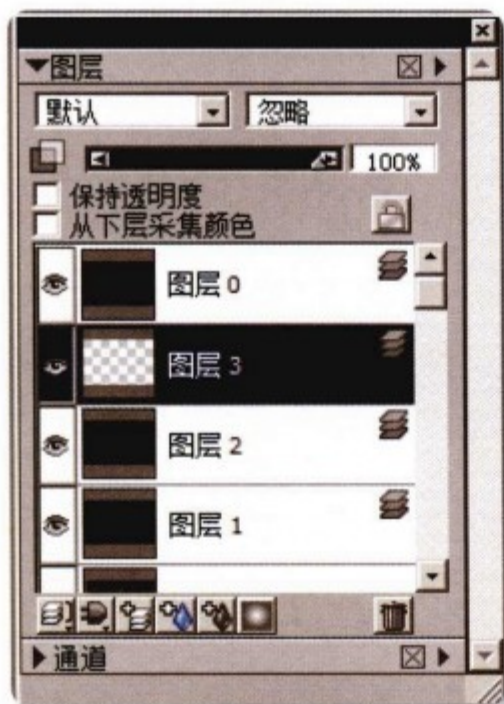 图层
默认 忽略
100%
保持透明度
从下层采集颜色
图层 0
图层 3
图层 2
图层 1
通道